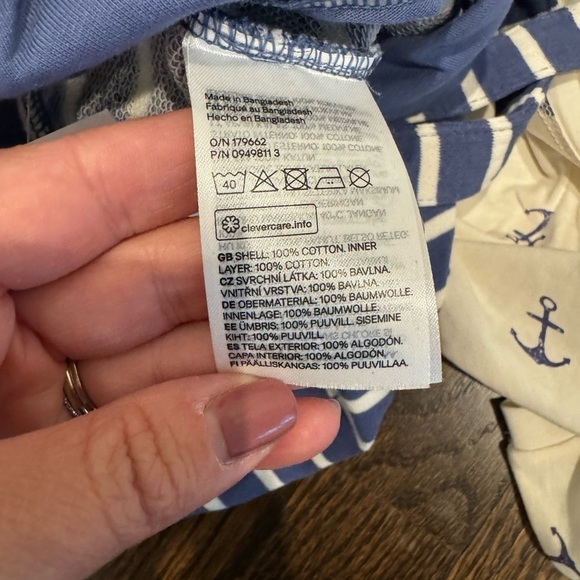 Made in Bangladesh
Fabriqué au Bangladesh
Hecho en Bangladesh
O/N 179662
P/N 0949811 3
40
clevercare.info
GB SHELL: 100% COTTON. INNER
LAYER: 100% COTTON.
CZ SVRCHNÍ LÁTKA: 100% BAVLNA.
VNITŘNÍ VRSTVA: 100% BAVLNA.
DE OBERMATERIAL: 100% BAUMWOLLE.
INNENLAGE: 100% BAUMWOLLE.
EE ÜMBRIS: 100% PUUVILL. SISEMINE
KIHT: 100% PUUVILL.
ES TELA EXTERIOR: 100% ALGODÓN.
CAPA INTERIOR: 100% ALGODÓN.
FI PÄÄLLISKANGAS: 100% PUUVILLAA.